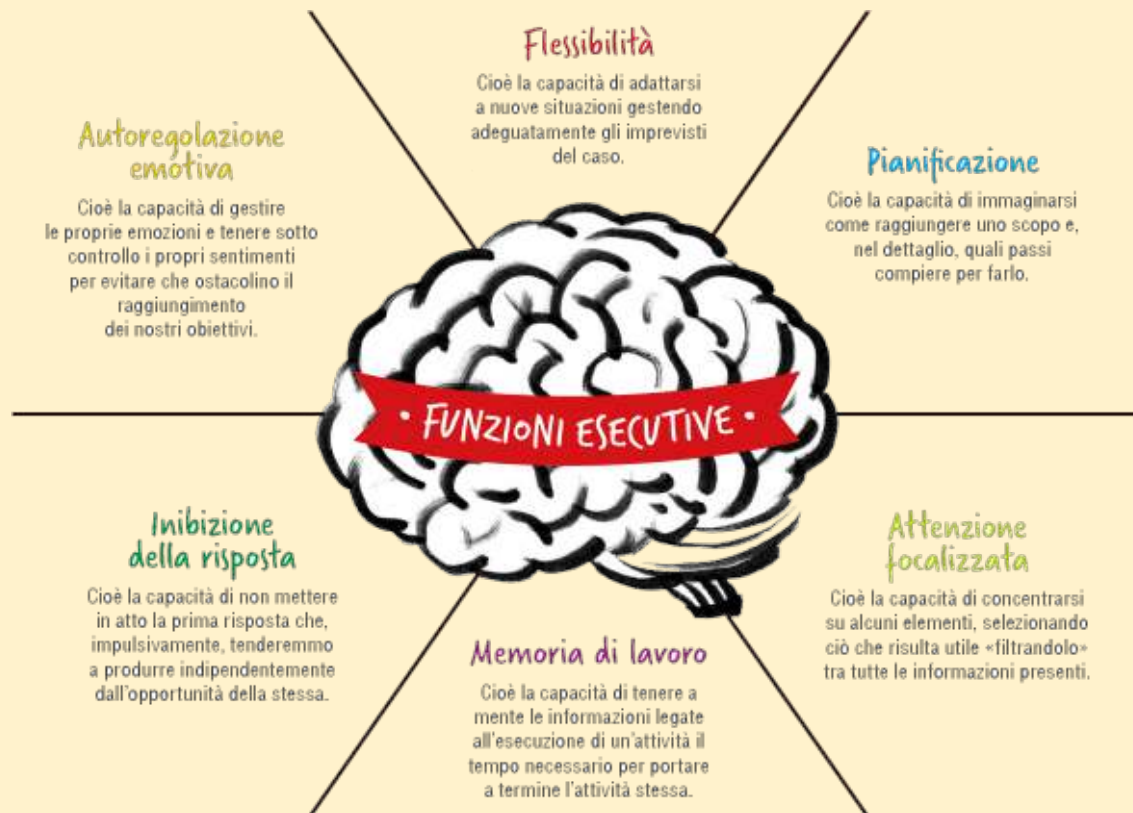 Flessibilità
Cioè la capacità di adattarsi
a nuove situazioni gestendo
adeguatamente gli imprevisti
del caso.
Autoregolazione
emotiva
Cioè la capacità di gestire
le proprie emozioni e tenere sotto
controllo i propri sentimenti
per evitare che ostacolino il
raggiungimento
dei nostri obiettivi.
Pianificazione
Cioè la capacità di immaginarsi
come raggiungere uno scopo e,
nel dettaglio, quali passi
compiere per farlo.
• FUNZIONI ESECUTIVE •
Inibizione
della risposta
Cioè la capacità di non mettere
in atto la prima risposta che,
impulsivamente, tenderemmo
a produrre indipendentemente
dall'opportunità della stessa.
Memoria di lavoro
Cioè la capacità di tenere a
mente le informazioni legate
all'esecuzione di un'attività il
tempo necessario per portare
a termine l'attività stessa.
Attenzione
focalizzata
Cioè la capacità di concentrarsi
su alcuni elementi, selezionando
ciò che risulta utile «filtrandolo»
tra tutte le informazioni presenti.